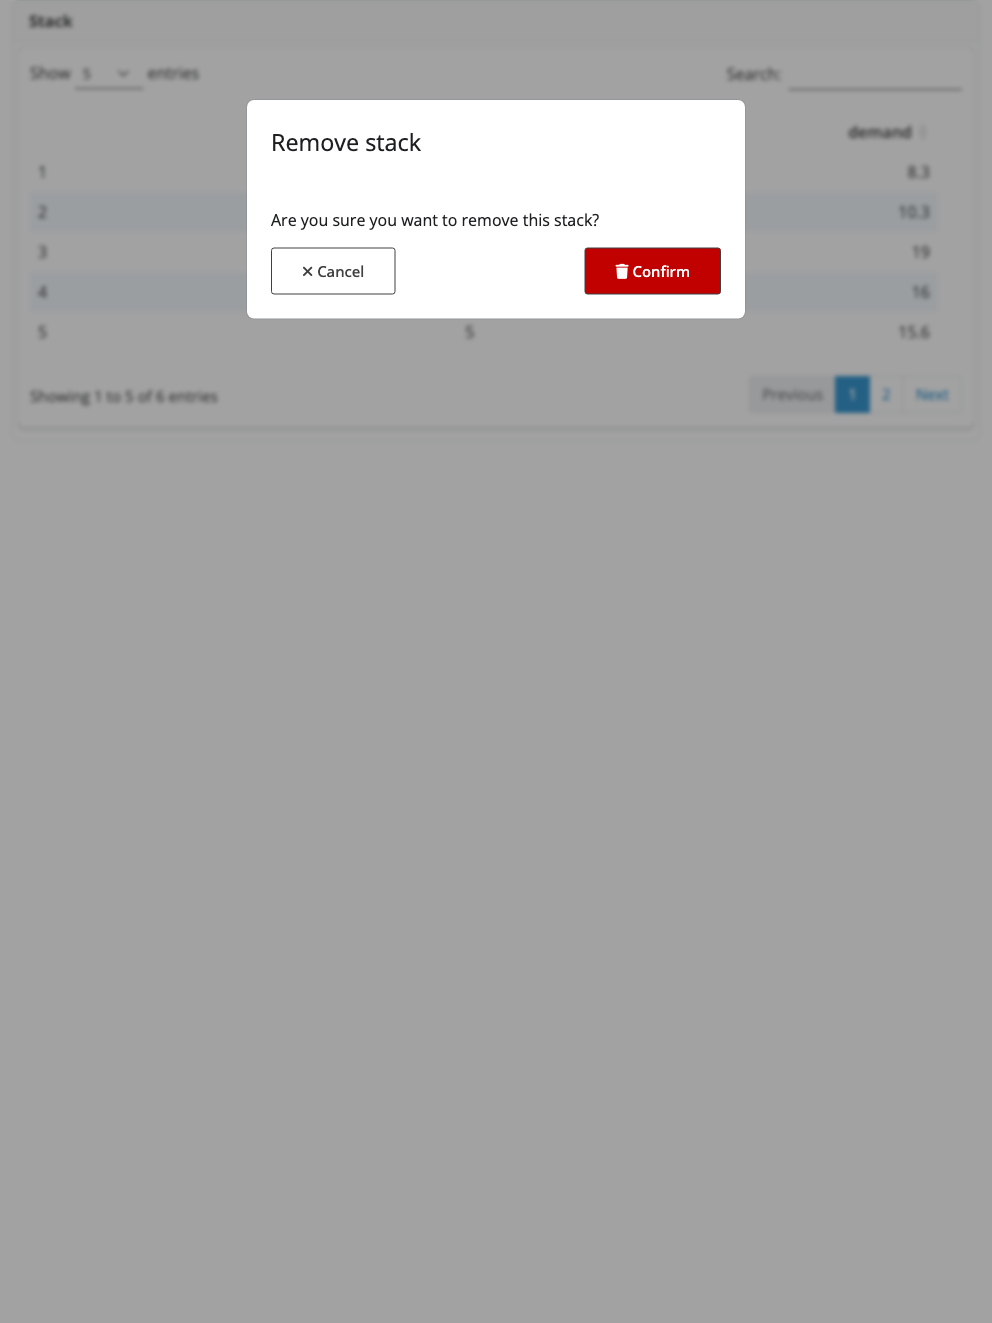 Stack
Show 5 entries Search:
Remove stack
demand
1 8.3
Are you sure you want to remove this stack?
2 10.3
3 19
Cancel Confirm
4 16
5 5 15.6
Showing 1 to 5 of 6 entries Previous 1 2 Next